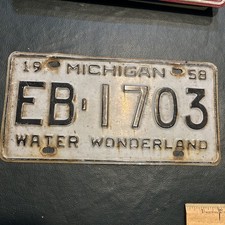 19 MICHIGAN 58
EB-1703
WATER WONDERLAND